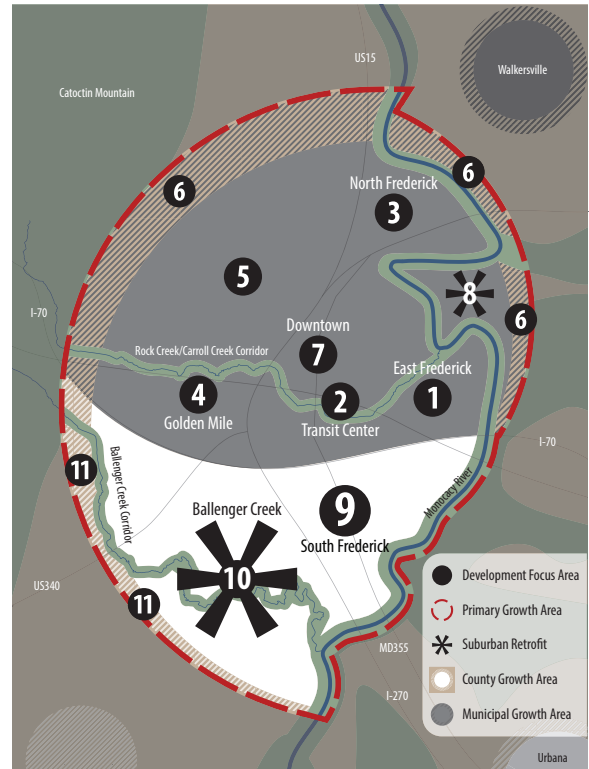 US15
Catoctin Mountain
Walkersville
6
6
North Frederick
3
5
8
I-70
6
Downtown
7
Rock Creek/Carroll Creek Corridor
East Frederick
4
2
1
Golden Mile
Transit Center
I-70
11
Ballenger Creek Corridor
Monocacy River
Ballenger Creek
9
South Frederick
10
US340
11
MD355
I-270
Development Focus Area
Primary Growth Area
Suburban Retrofit
County Growth Area
Municipal Growth Area
Urbana